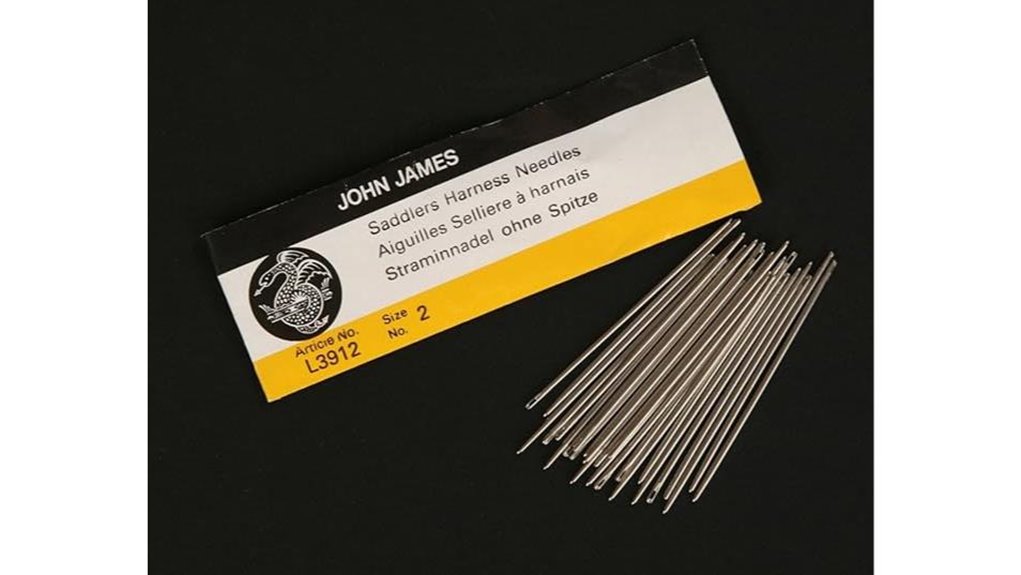 JOHN JAMES
Saddlers Harness Needles
Aiguilles Selliere à harnais
Straminnadel ohne Spitze
Article No.
L3912
Size
No. 2